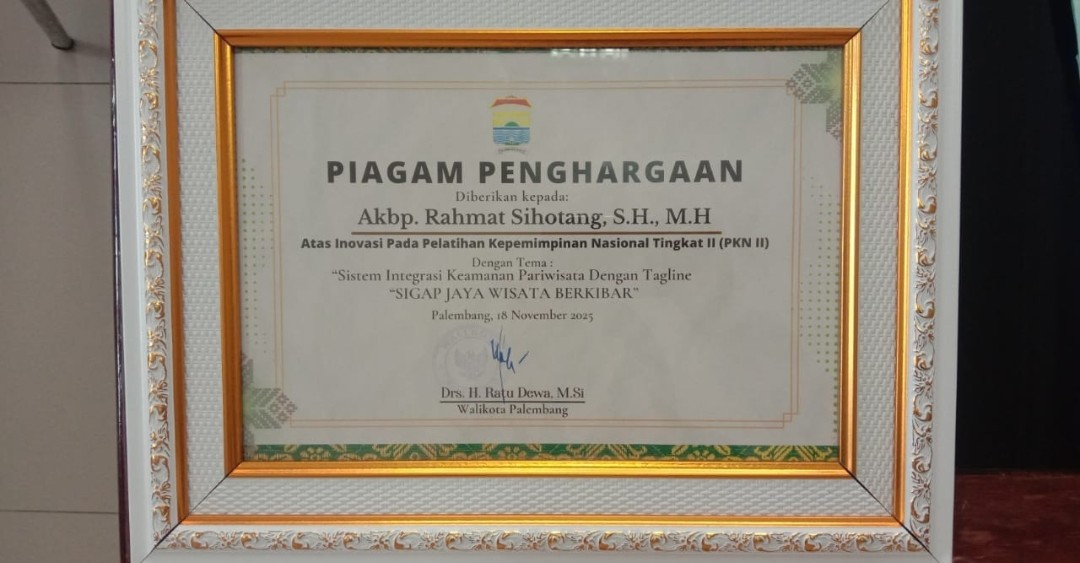 PIAGAM PENGHARGAAN
Diberikan kepada:
Akbp. Rahmat Sihotang, S.H., M.H
Atas Inovasi Pada Pelatihan Kepemimpinan Nasional Tingkat II (PKN II)
Dengan Tema :
“Sistem Integrasi Keamanan Pariwisata Dengan Tagline
“SIGAP JAYA WISATA BERKIBAR”
Palembang, 18 November 2025
Drs. H. Ratu Dewa, M.Si
Walikota Palembang